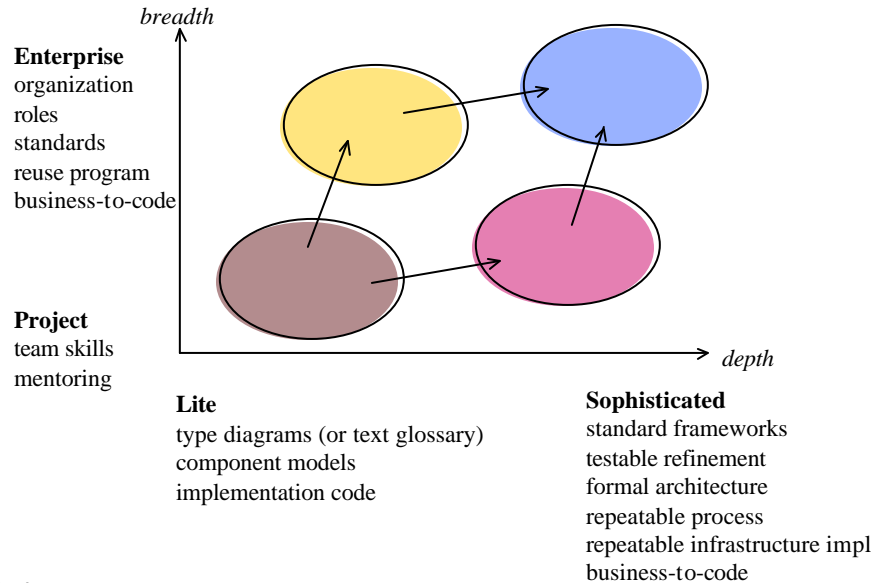 breadth
Enterprise
organization
roles
standards
reuse program
business-to-code
Project
team skills
mentoring
depth
Lite
type diagrams (or text glossary)
component models
implementation code
Sophisticated
standard frameworks
testable refinement
formal architecture
repeatable process
repeatable infrastructure impl
business-to-code